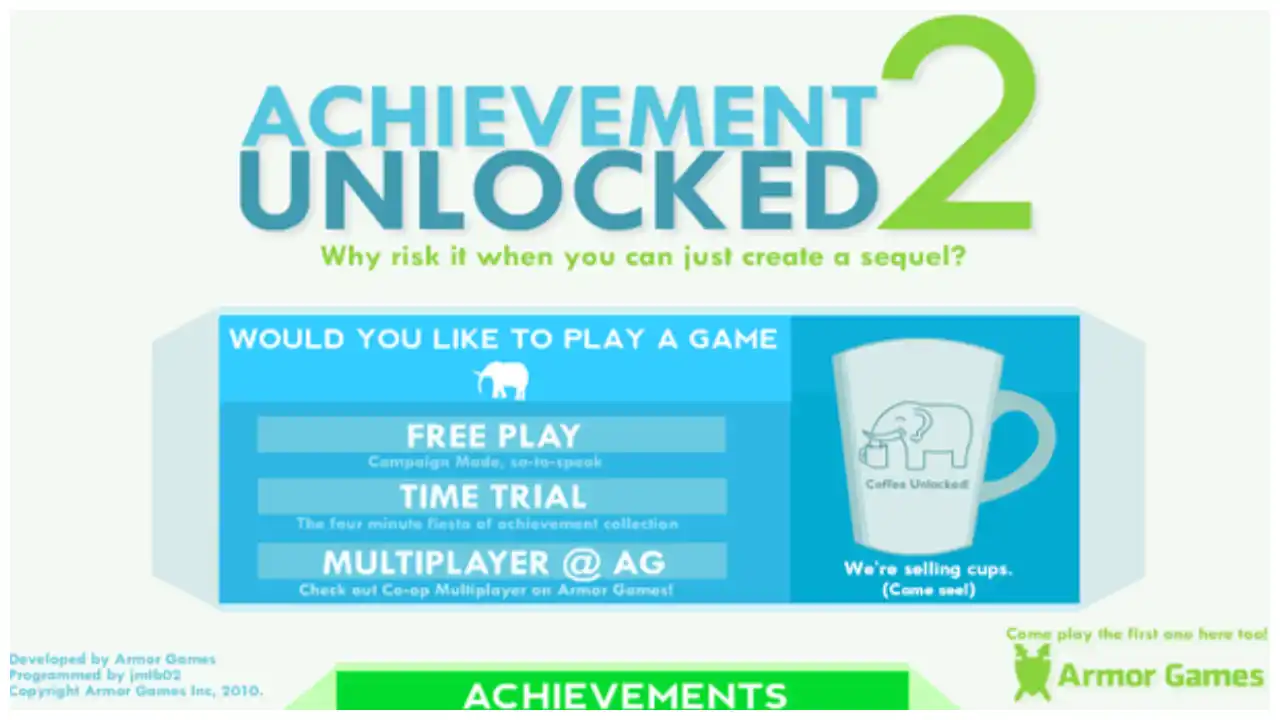 ACHIEVEMENT
UNLOCKED 2
Why risk it when you can just create a sequel?
WOULD YOU LIKE TO PLAY A GAME
FREE PLAY
Campaign Mode, so-to-speak
TIME TRIAL
The four minute fiesta of achievement collection
MULTIPLAYER @ AG
Check out Co-op Multiplayer on Armor Games!
Coffee Unlocked!
We're selling cups.
(Come see!)
Developed by Armor Games
Programmed by jmtb02
Copyright Armor Games Inc, 2010.
Come play the first one here too!
Armor Games
ACHIEVEMENTS